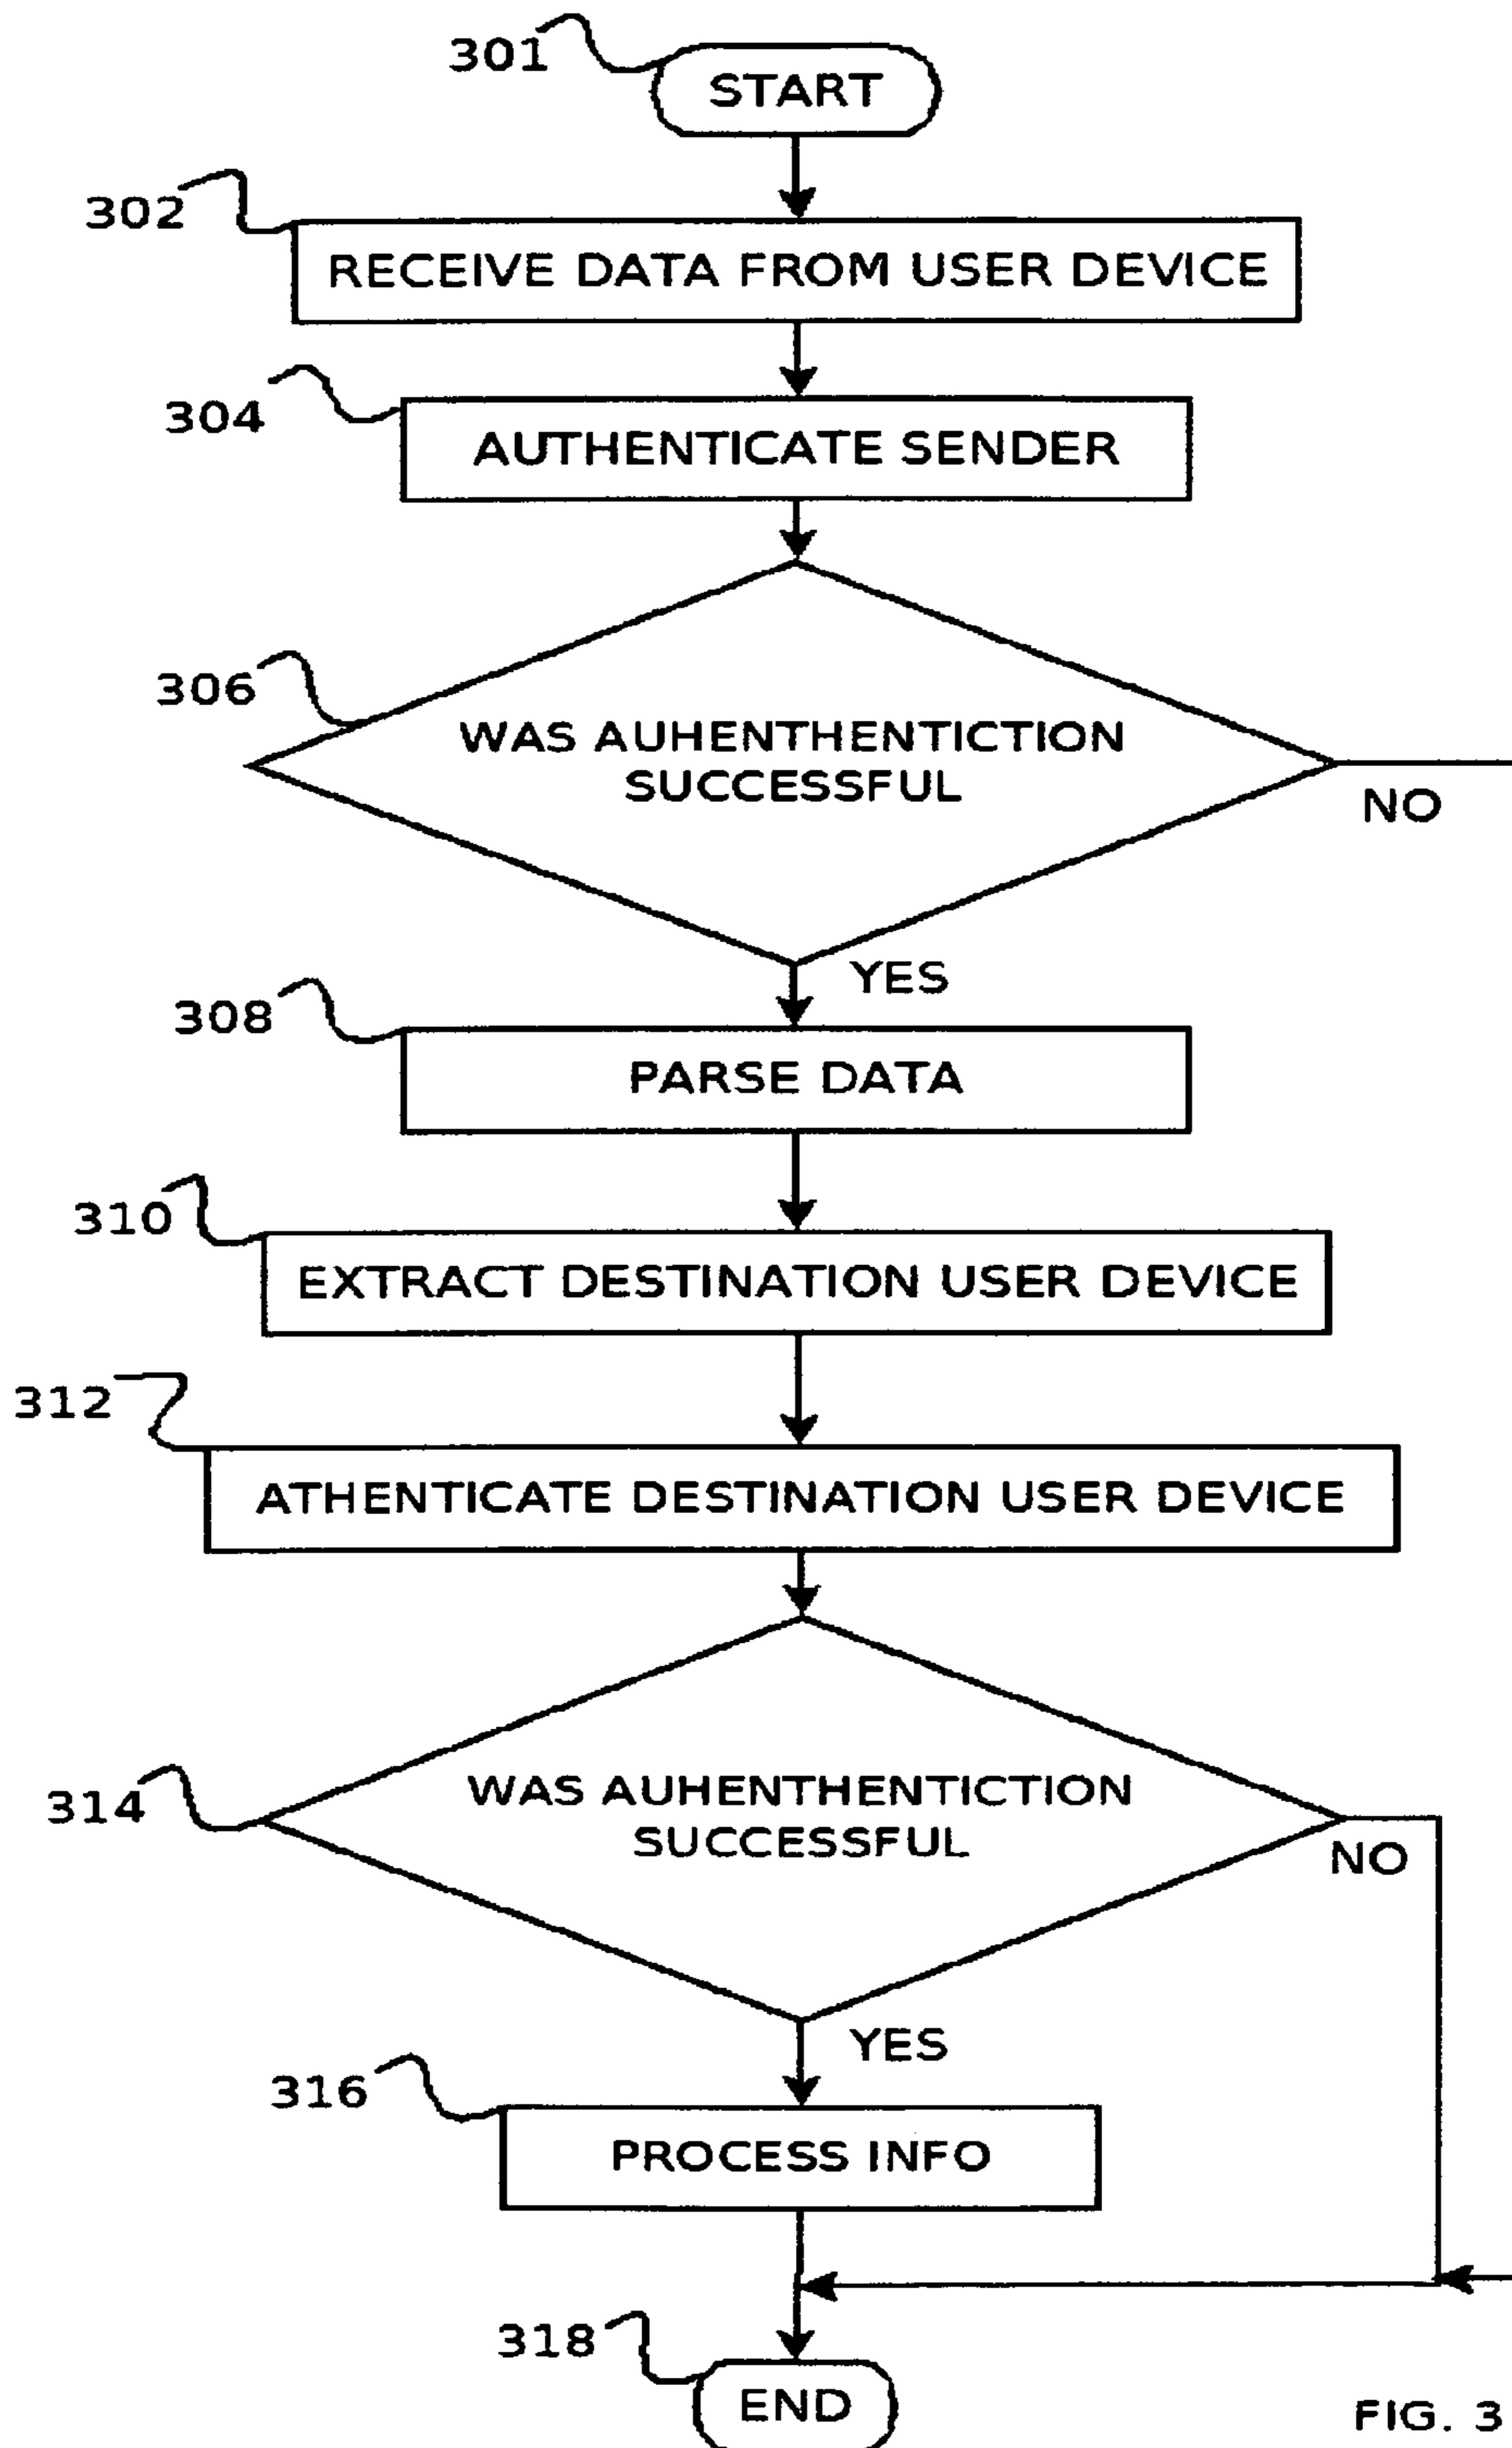 301
START
302
RECEIVE DATA FROM USER DEVICE
304
AUTHENTICATE SENDER
306
WAS AUHENTHENTICTION
SUCCESSFUL
NO
YES
308
PARSE DATA
310
EXTRACT DESTINATION USER DEVICE
312
ATHENTICATE DESTINATION USER DEVICE
314
WAS AUHENTHENTICTION
SUCCESSFUL
NO
YES
316
PROCESS INFO
318
END
FIG. 3